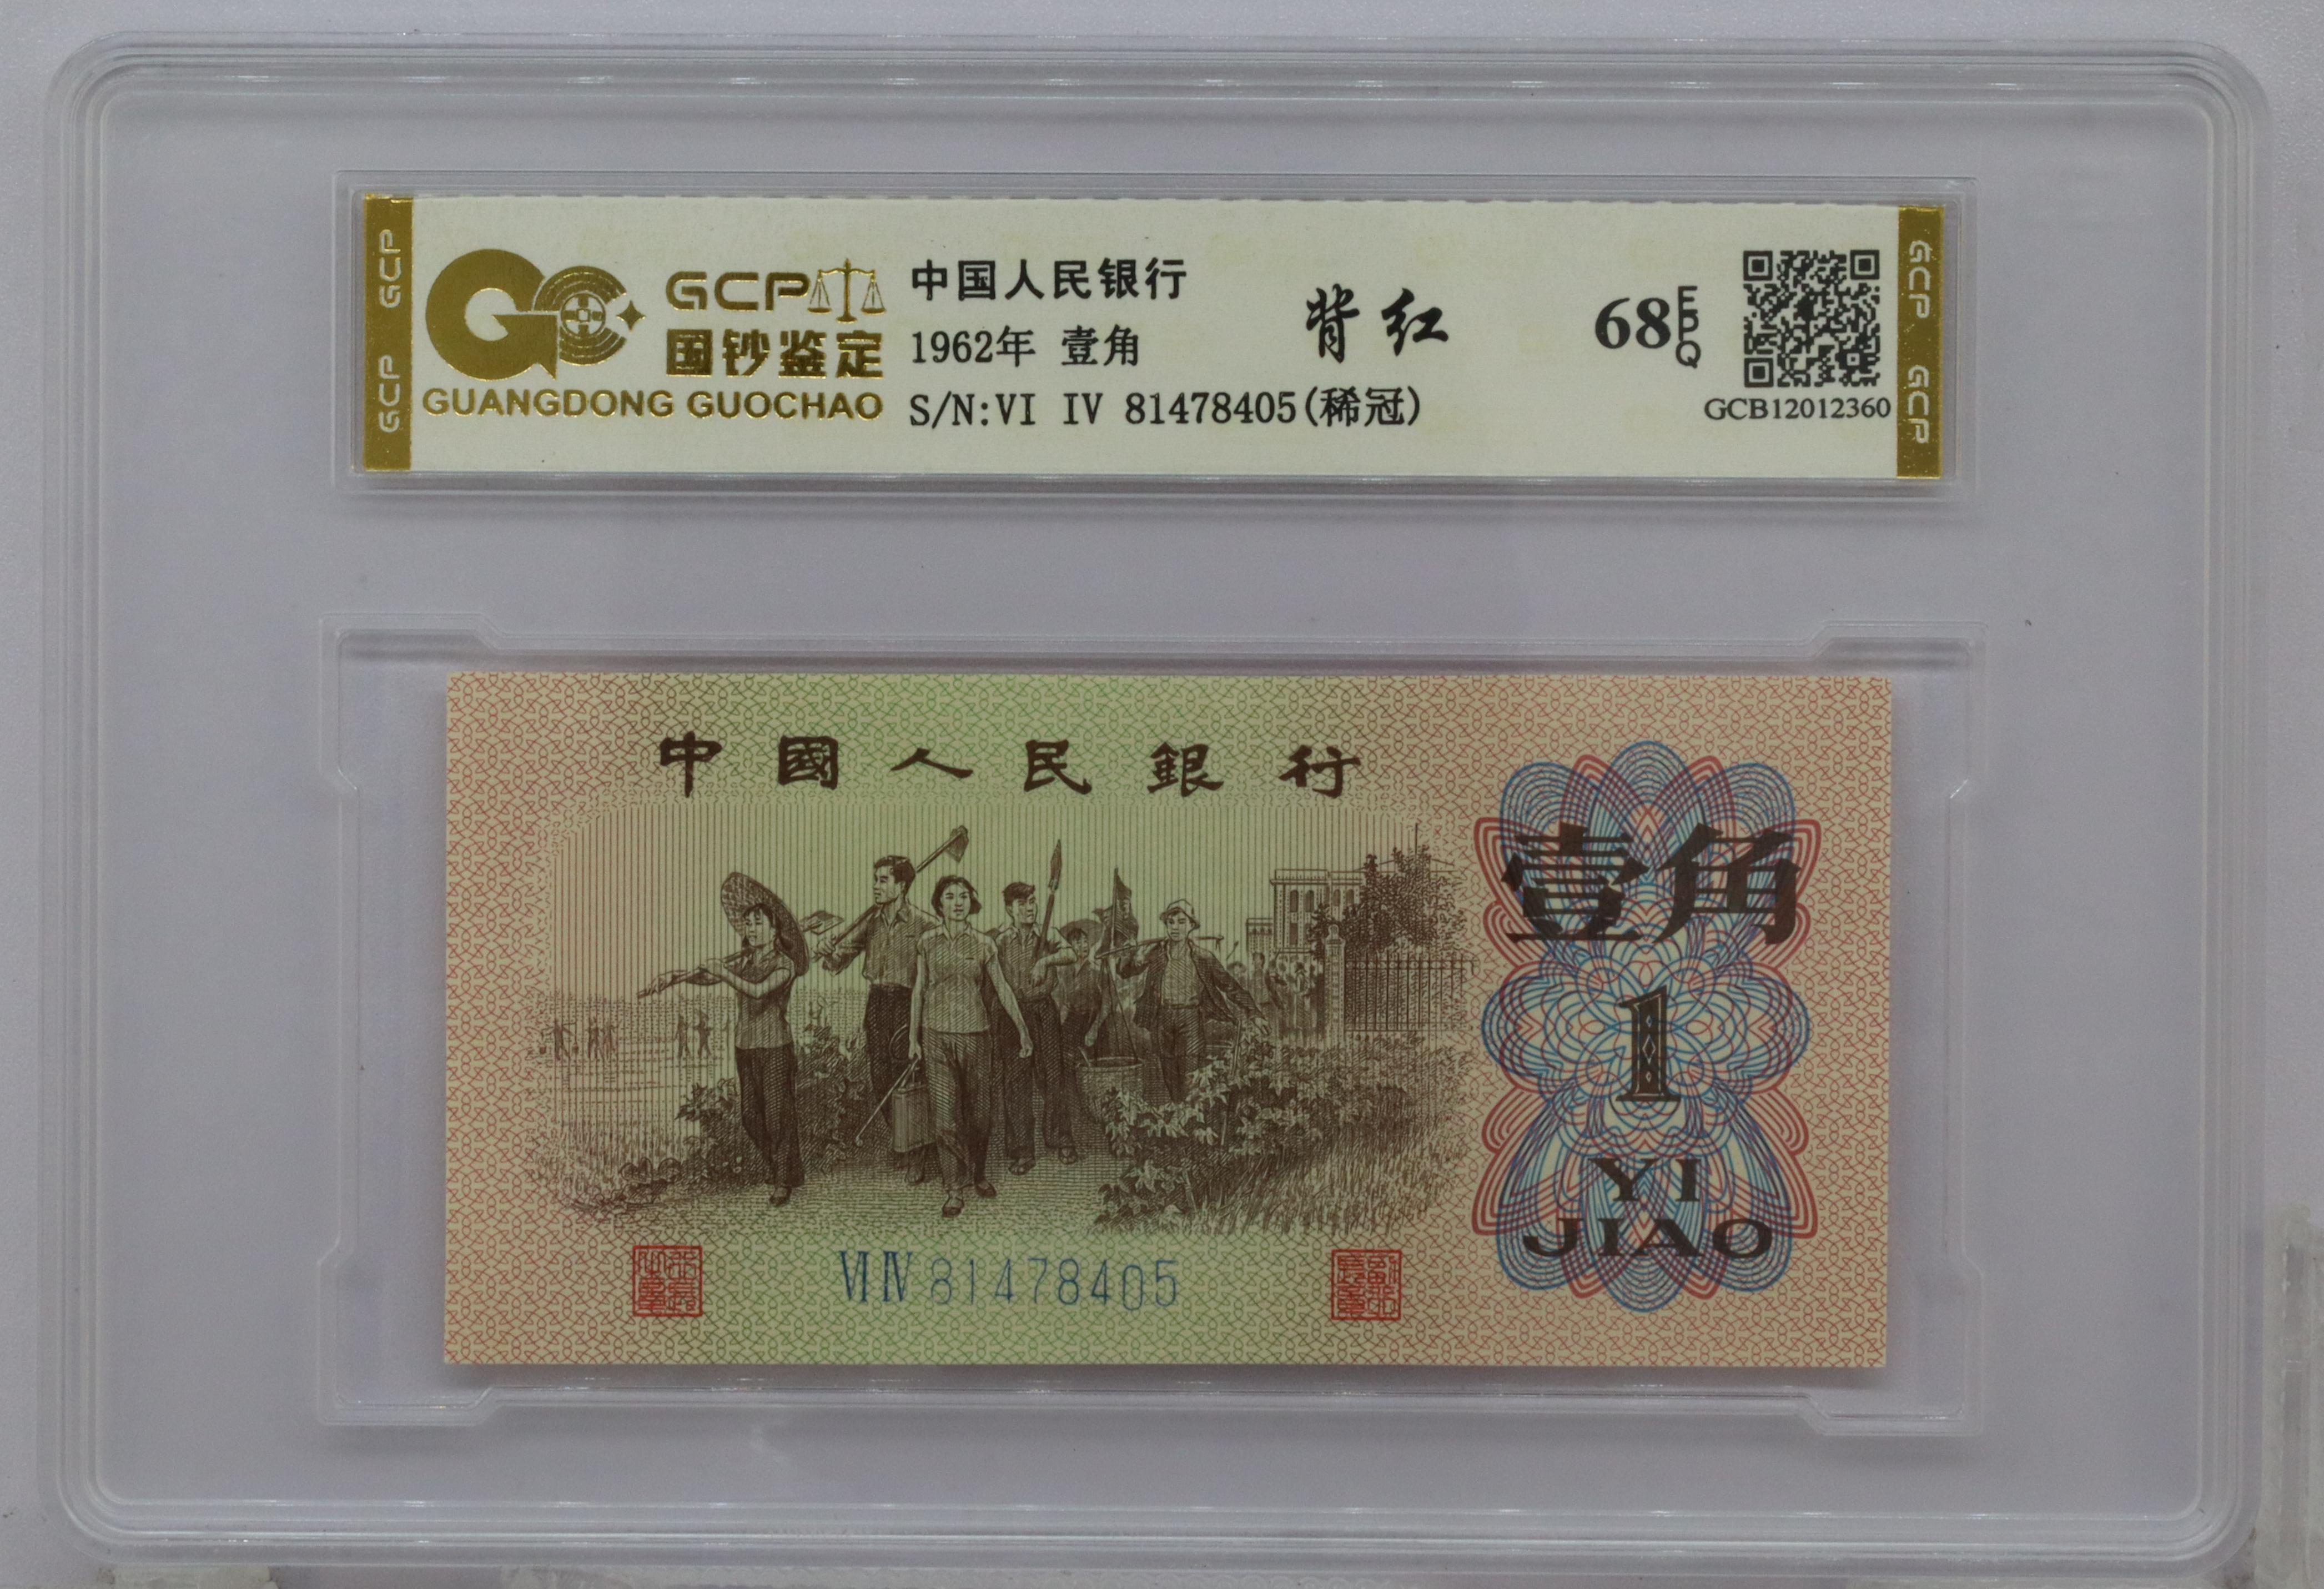 GCP
GCP
GCP
国钞鉴定
GUANGDONG GUOCHAO
中国人民银行
1962年 壹角
S/N:VI IV 81478405(稀冠)
背红
68 EPQ
GCB12012360
GCP
GCP
中國人民銀行
壹角
1
YI
JIAO
VI IV 81478405